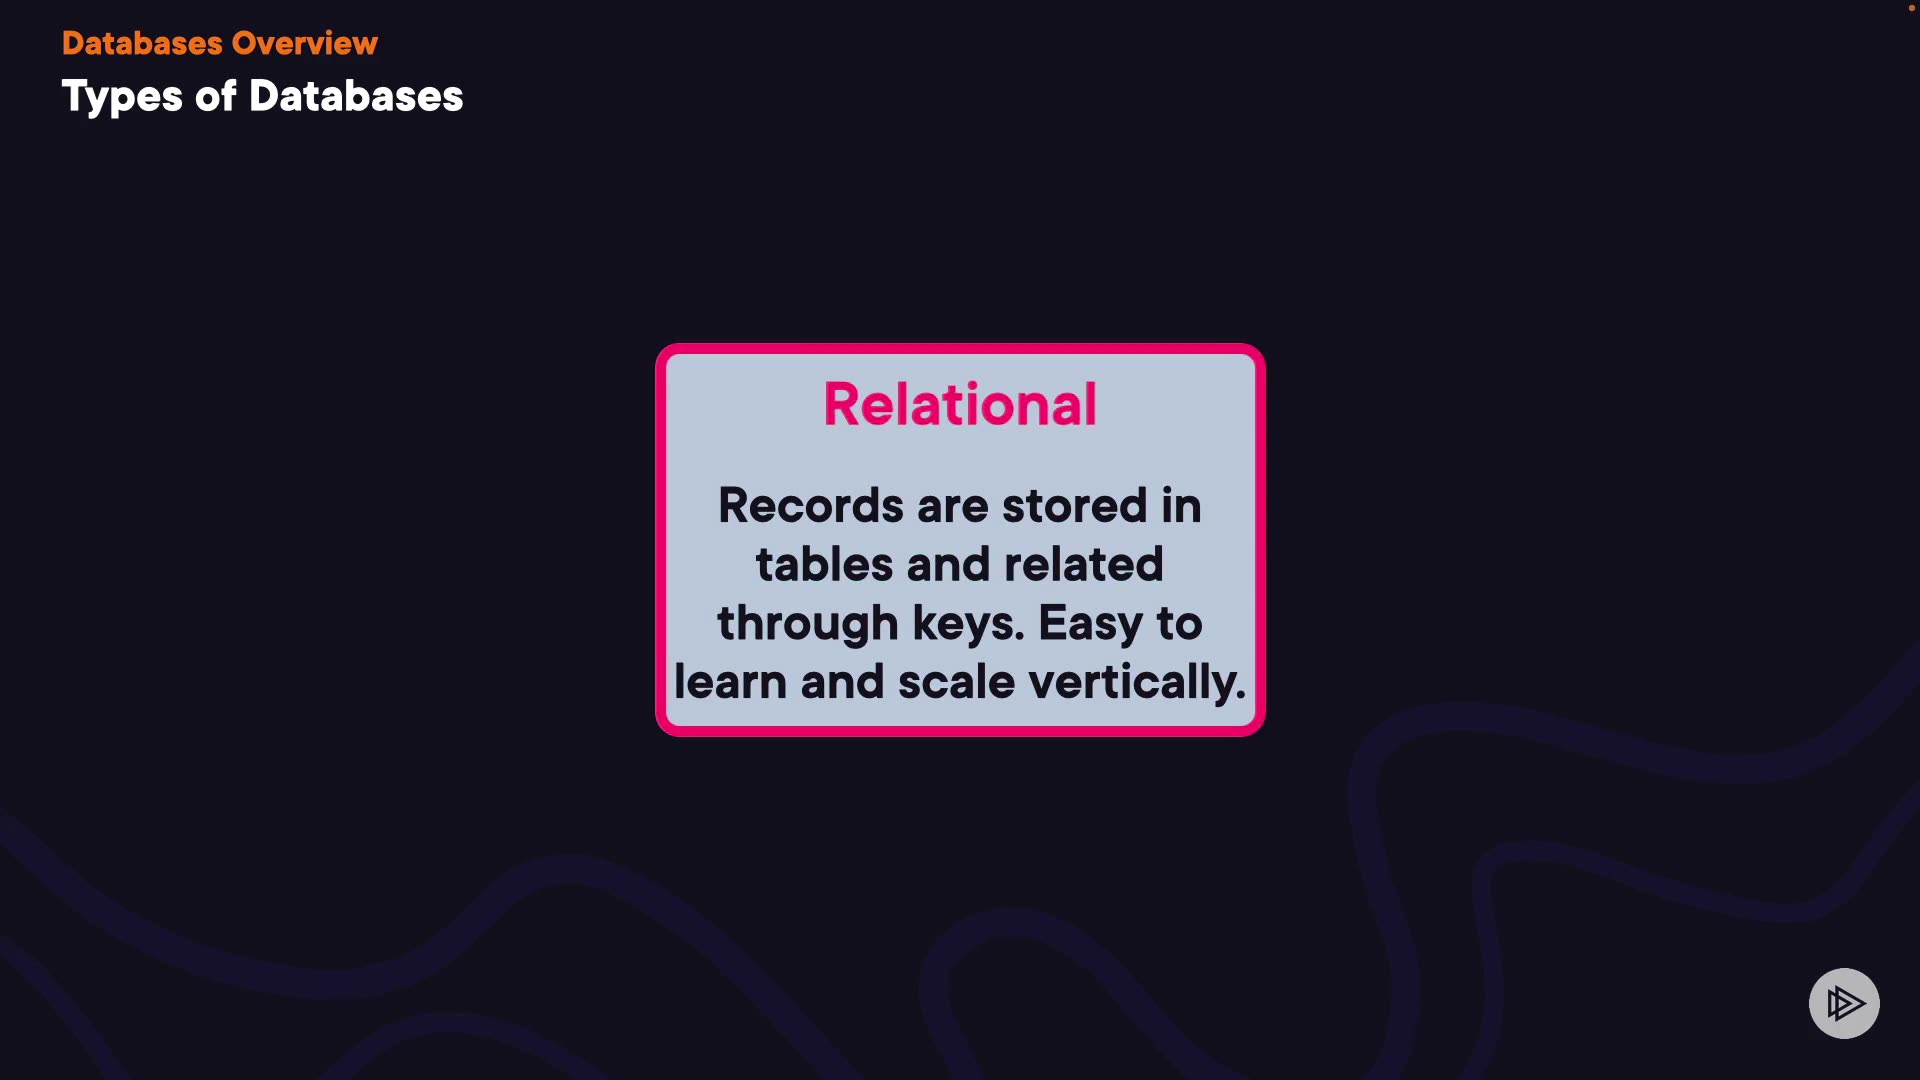 Databases Overview
Types of Databases
Relational
Records are stored in
tables and related
through keys. Easy to
learn and scale vertically.